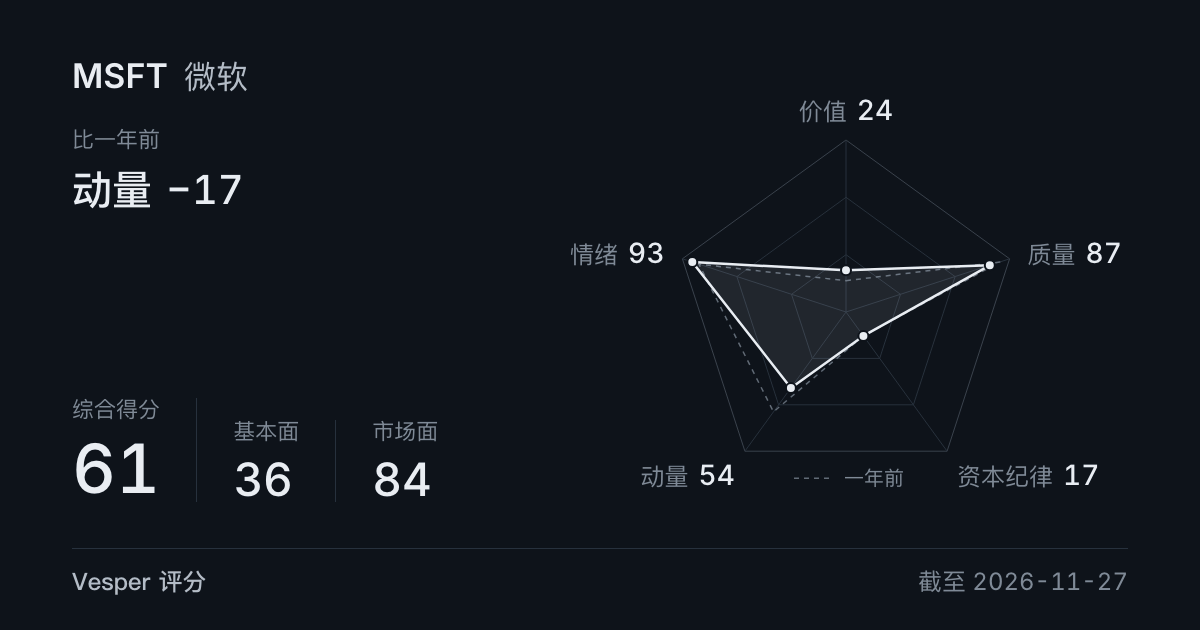 MSFT 微软
比一年前
动量 −17
价值 24
情绪 93
质量 87
动量 54
一年前
资本纪律 17
综合得分
61
基本面
36
市场面
84
Vesper 评分
截至 2026-11-27